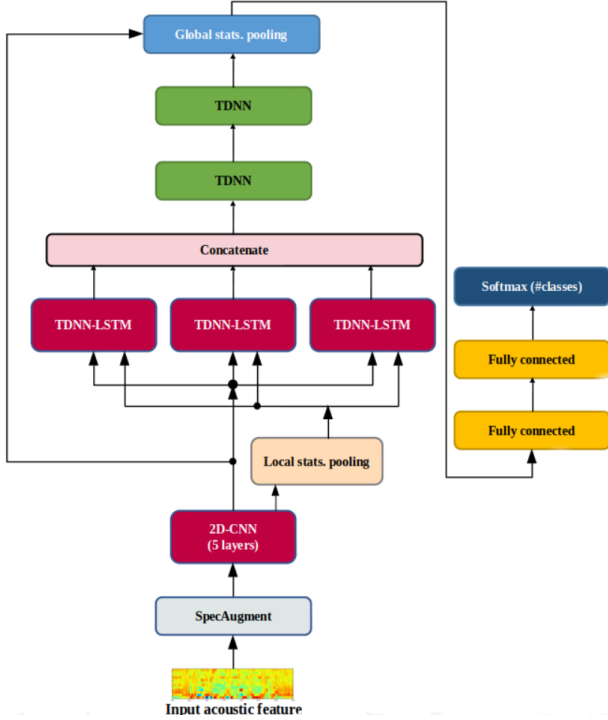 Global stats. pooling
TDNN
TDNN
Concatenate
TDNN-LSTM
TDNN-LSTM
TDNN-LSTM
Local stats. pooling
2D-CNN
(5 layers)
SpecAugment
Input acoustic feature
Softmax (#classes)
Fully connected
Fully connected